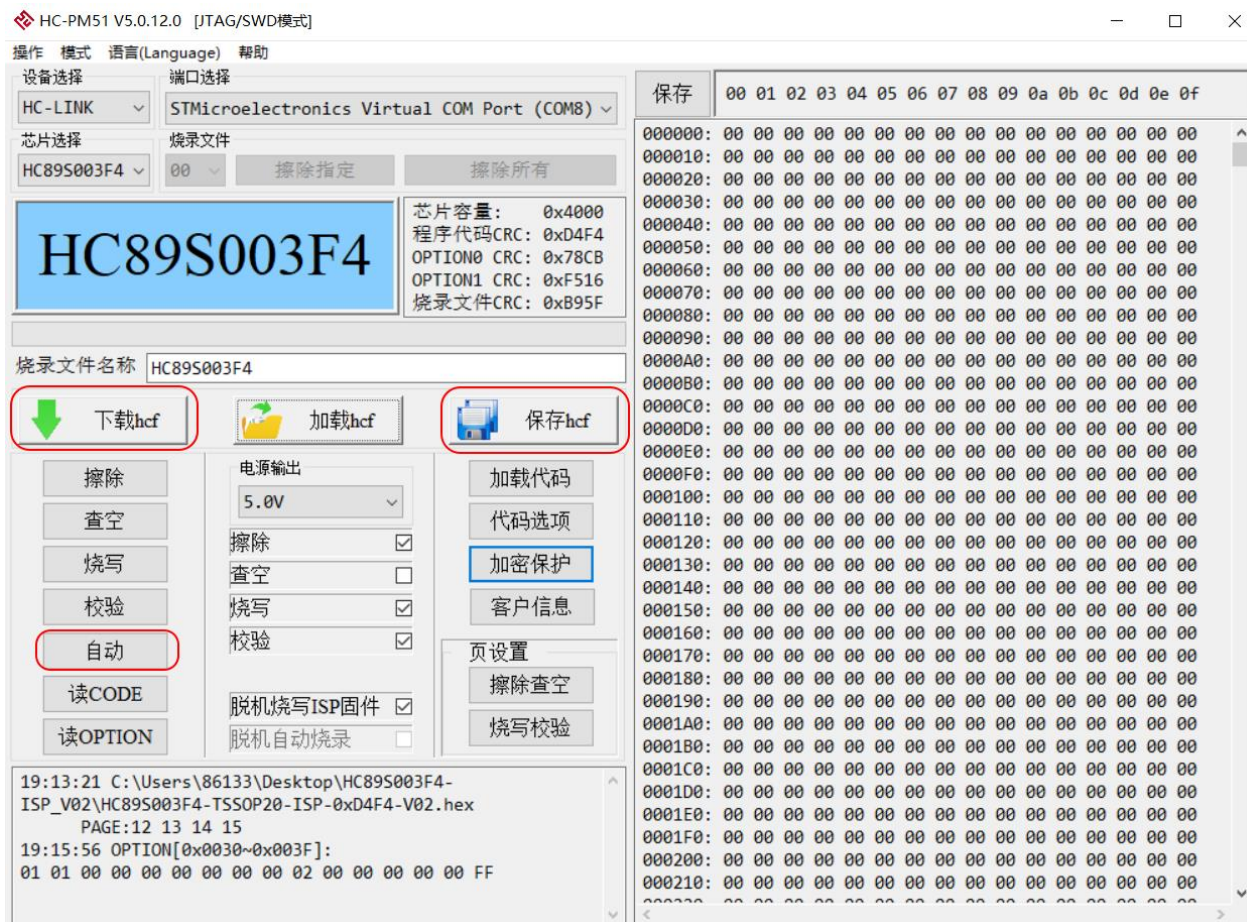 HC-PM51 V5.0.12.0 [JTAG/SWD模式]
操作 模式 语言(Language) 帮助
设备选择 端口选择
HC-LINK STMicroelectronics Virtual COM Port (COM8)
芯片选择 烧录文件
HC89S003F4 00 擦除指定 擦除所有
HC89S003F4
芯片容量: 0x4000
程序代码CRC: 0xD4F4
OPTION0 CRC: 0x78CB
OPTION1 CRC: 0xF516
烧录文件CRC: 0xB95F
烧录文件名称 HC89S003F4
下载hcf 加载hcf 保存hcf
擦除
查空
烧写
校验
自动
读CODE
读OPTION
电源输出
5.0V
擦除
查空
烧写
校验
脱机烧写ISP固件
脱机自动烧录
加载代码
代码选项
加密保护
客户信息
页设置
擦除查空
烧写校验
19:13:21 C:\Users\86133\Desktop\HC89S003F4-
ISP_V02\HC89S003F4-TSSOP20-ISP-0xD4F4-V02.hex
PAGE:12 13 14 15
19:15:56 OPTION[0x0030~0x003F]:
01 01 00 00 00 00 00 00 00 02 00 00 00 00 00 FF
保存 00 01 02 03 04 05 06 07 08 09 0a 0b 0c 0d 0e 0f
000000: 00 00 00 00 00 00 00 00 00 00 00 00 00 00 00 00
000010: 00 00 00 00 00 00 00 00 00 00 00 00 00 00 00 00
000020: 00 00 00 00 00 00 00 00 00 00 00 00 00 00 00 00
000030: 00 00 00 00 00 00 00 00 00 00 00 00 00 00 00 00
000040: 00 00 00 00 00 00 00 00 00 00 00 00 00 00 00 00
000050: 00 00 00 00 00 00 00 00 00 00 00 00 00 00 00 00
000060: 00 00 00 00 00 00 00 00 00 00 00 00 00 00 00 00
000070: 00 00 00 00 00 00 00 00 00 00 00 00 00 00 00 00
000080: 00 00 00 00 00 00 00 00 00 00 00 00 00 00 00 00
000090: 00 00 00 00 00 00 00 00 00 00 00 00 00 00 00 00
0000A0: 00 00 00 00 00 00 00 00 00 00 00 00 00 00 00 00
0000B0: 00 00 00 00 00 00 00 00 00 00 00 00 00 00 00 00
0000C0: 00 00 00 00 00 00 00 00 00 00 00 00 00 00 00 00
0000D0: 00 00 00 00 00 00 00 00 00 00 00 00 00 00 00 00
0000E0: 00 00 00 00 00 00 00 00 00 00 00 00 00 00 00 00
0000F0: 00 00 00 00 00 00 00 00 00 00 00 00 00 00 00 00
000100: 00 00 00 00 00 00 00 00 00 00 00 00 00 00 00 00
000110: 00 00 00 00 00 00 00 00 00 00 00 00 00 00 00 00
000120: 00 00 00 00 00 00 00 00 00 00 00 00 00 00 00 00
000130: 00 00 00 00 00 00 00 00 00 00 00 00 00 00 00 00
000140: 00 00 00 00 00 00 00 00 00 00 00 00 00 00 00 00
000150: 00 00 00 00 00 00 00 00 00 00 00 00 00 00 00 00
000160: 00 00 00 00 00 00 00 00 00 00 00 00 00 00 00 00
000170: 00 00 00 00 00 00 00 00 00 00 00 00 00 00 00 00
000180: 00 00 00 00 00 00 00 00 00 00 00 00 00 00 00 00
000190: 00 00 00 00 00 00 00 00 00 00 00 00 00 00 00 00
0001A0: 00 00 00 00 00 00 00 00 00 00 00 00 00 00 00 00
0001B0: 00 00 00 00 00 00 00 00 00 00 00 00 00 00 00 00
0001C0: 00 00 00 00 00 00 00 00 00 00 00 00 00 00 00 00
0001D0: 00 00 00 00 00 00 00 00 00 00 00 00 00 00 00 00
0001E0: 00 00 00 00 00 00 00 00 00 00 00 00 00 00 00 00
0001F0: 00 00 00 00 00 00 00 00 00 00 00 00 00 00 00 00
000200: 00 00 00 00 00 00 00 00 00 00 00 00 00 00 00 00
000210: 00 00 00 00 00 00 00 00 00 00 00 00 00 00 00 00